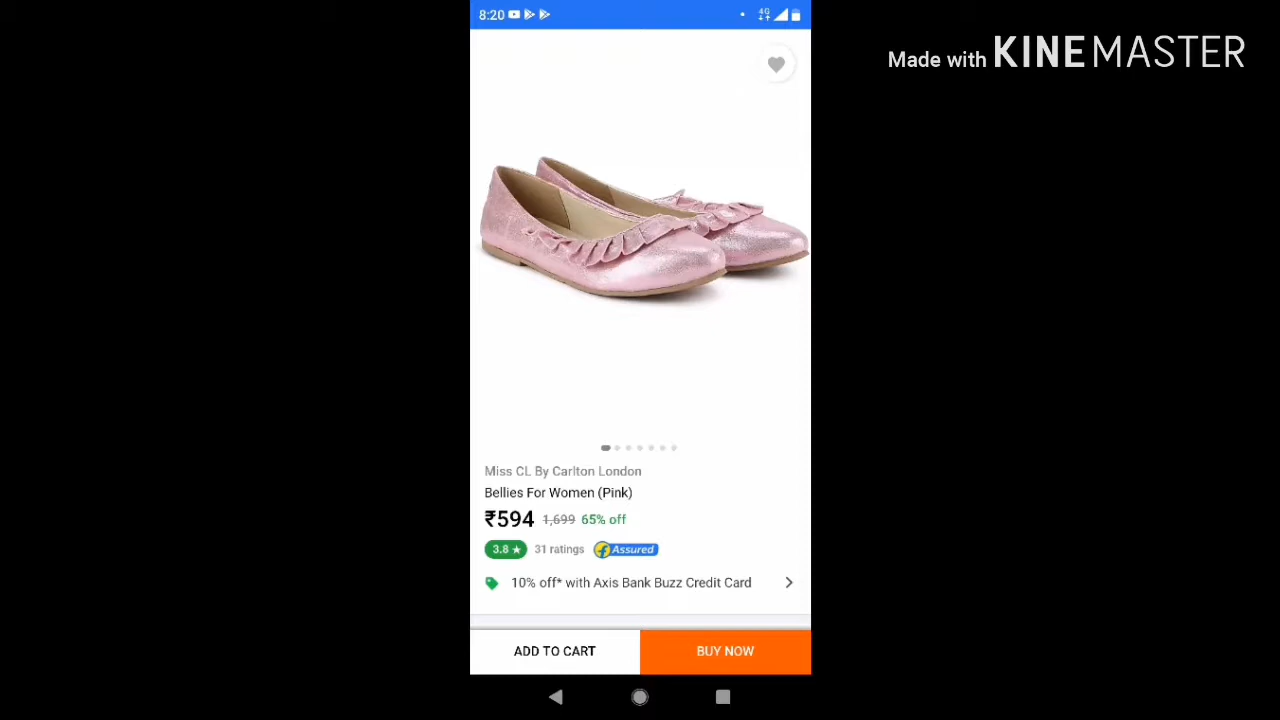 8:20
4G
Made with KINEMASTER
Miss CL By Carlton London
Bellies For Women (Pink)
₹594 1,699 65% off
3.8 ★ 31 ratings f Assured
10% off* with Axis Bank Buzz Credit Card
ADD TO CART BUY NOW